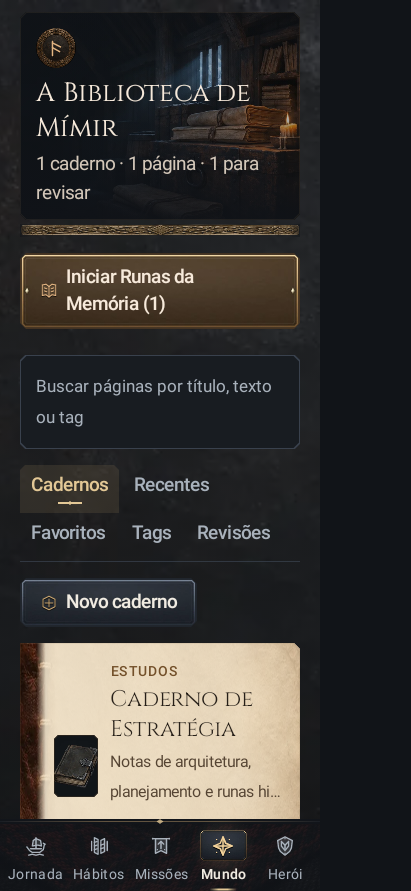 A Biblioteca de
Mímir
1 caderno · 1 página · 1 para
revisar
Iniciar Runas da
Memória (1)
Buscar páginas por título, texto
ou tag
Cadernos Recentes
Favoritos Tags Revisões
Novo caderno
ESTUDOS
Caderno de
Estratégia
Notas de arquitetura,
planejamento e runas hi...
Jornada Hábitos Missões Mundo Herói